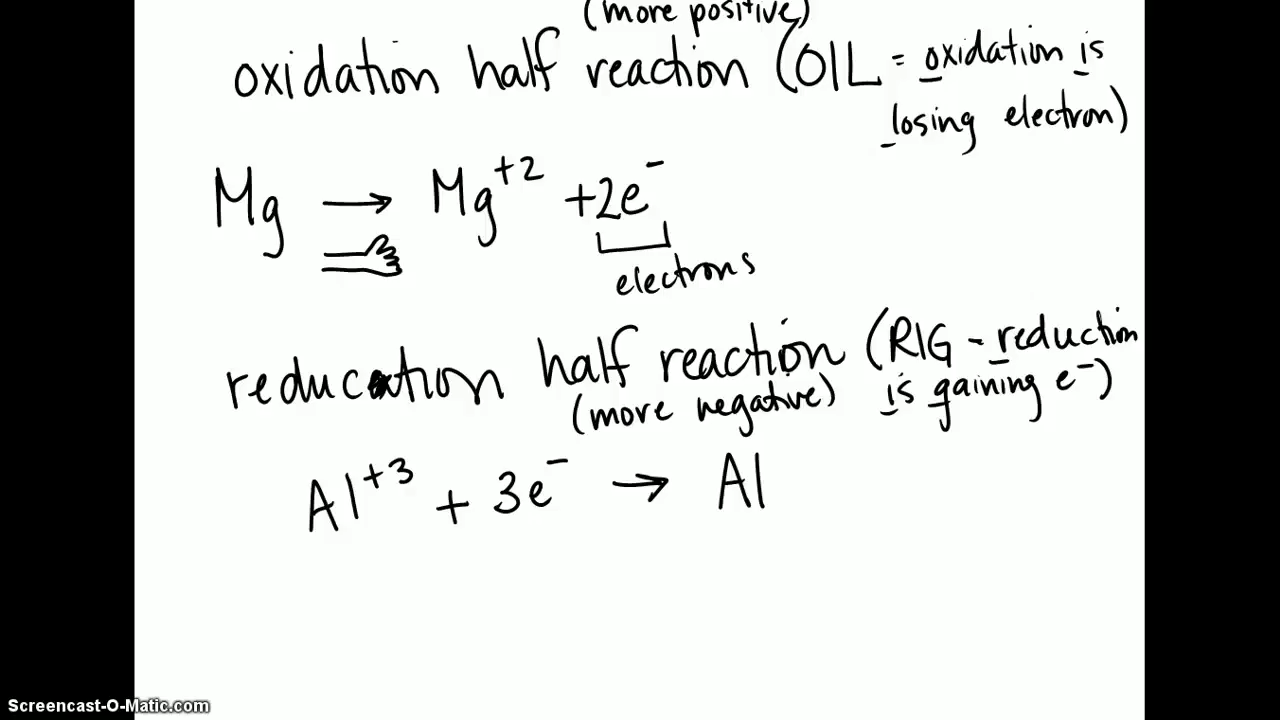 (more positive)
oxidation half reaction (OIL = oxidation is
losing electron)
Mg → Mg⁺² + 2e⁻
electrons
reducation half reaction (RIG - reduction
(more negative) is gaining e⁻)
Al⁺³ + 3e⁻ → Al
Screencast-O-Matic.com